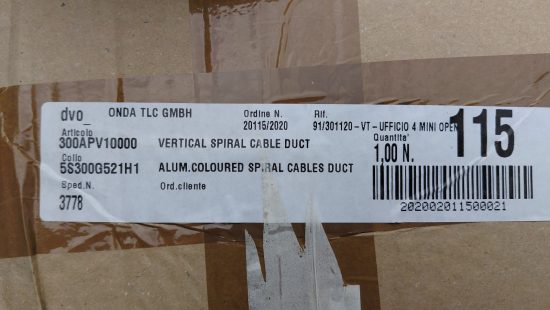 dvo_ ONDA TLC GMBH Ordine N. Rif.
20115/2020 91/301120-VT-UFFICIO 4 MINI OPEN
Articolo Quantita'
300APV10000 VERTICAL SPIRAL CABLE DUCT 1,00 N. 115
Collo
5S300G521H1 ALUM.COLOURED SPIRAL CABLES DUCT
Sped.N. Ord.cliente
3778 202002011500021